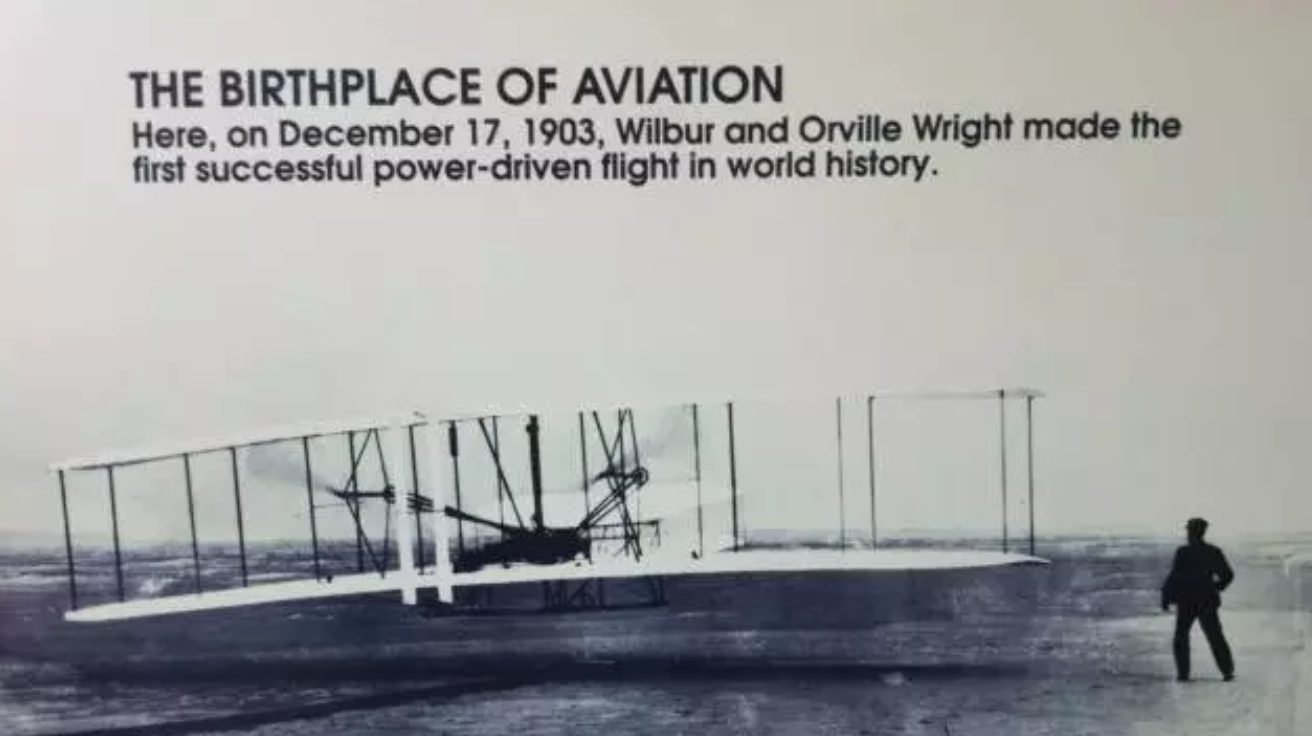 THE BIRTHPLACE OF AVIATION
Here, on December 17, 1903, Wilbur and Orville Wright made the
first successful power-driven flight in world history.